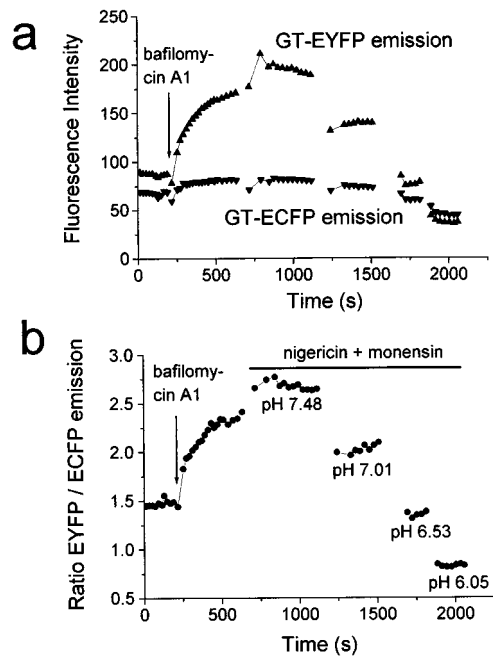 a
GT-EYFP emission
bafilomy-
cin A1
GT-ECFP emission
Fluorescence Intensity
250
200
150
100
50
0
0
500
1000
1500
2000
Time (s)
b
nigericin + monensin
bafilomy-
cin A1
pH 7.48
pH 7.01
pH 6.53
pH 6.05
Ratio EYFP / ECFP emission
3.0
2.5
2.0
1.5
1.0
0.5
0
500
1000
1500
2000
Time (s)